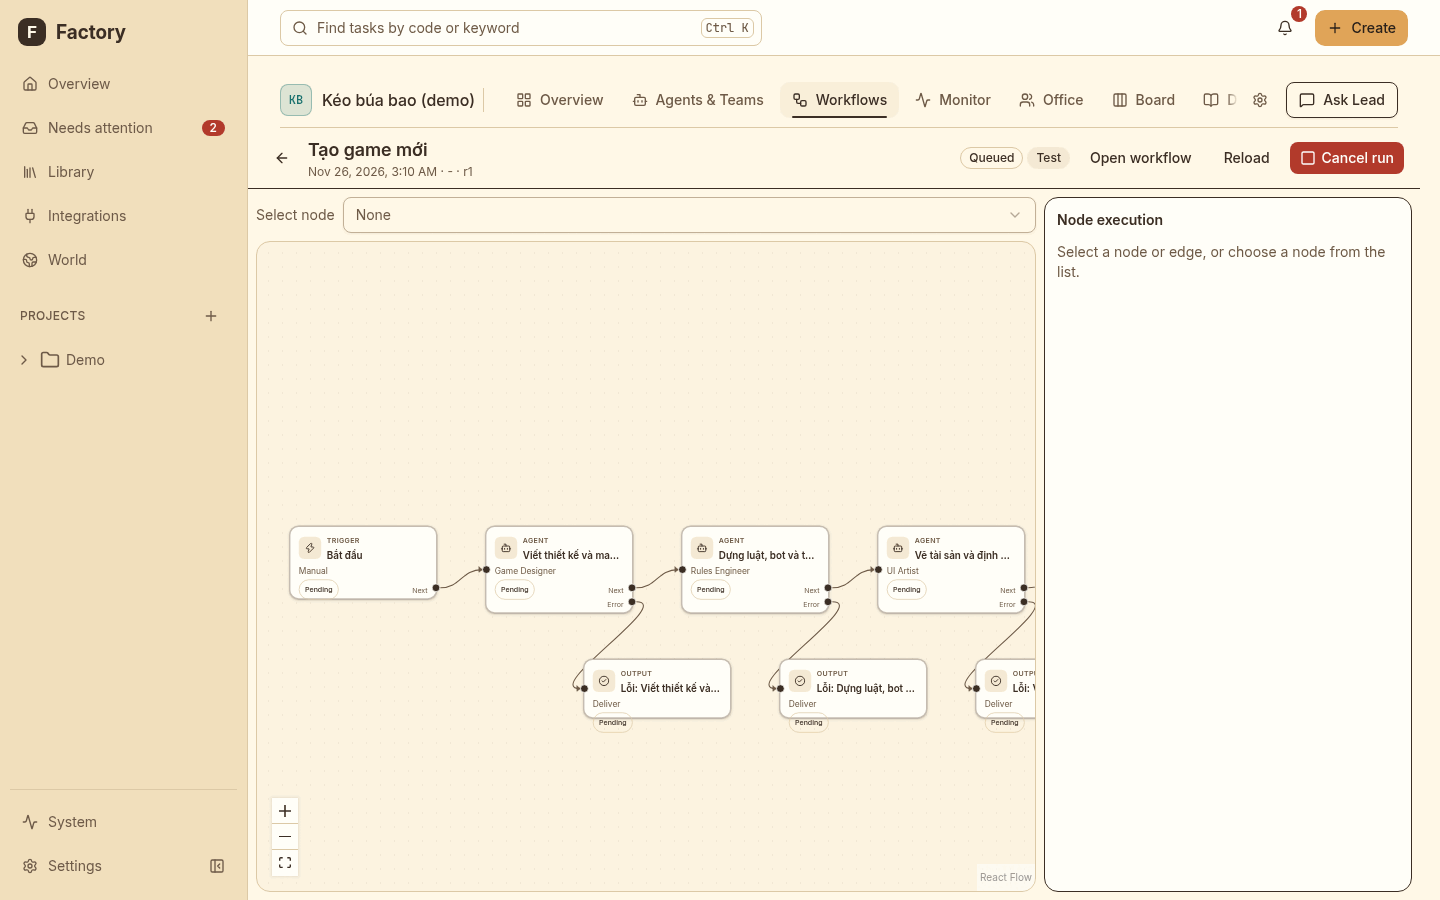 F Factory
Find tasks by code or keyword
Ctrl K
1
Create
Overview
Needs attention
2
Library
Integrations
World
PROJECTS
Demo
System
Settings
KB
Kéo búa bao (demo)
Overview
Agents & Teams
Workflows
Monitor
Office
Board
D
Ask Lead
Tạo game mới
Nov 26, 2026, 3:10 AM · - · r1
Queued
Test
Open workflow
Reload
Cancel run
Select node
None
Node execution
Select a node or edge, or choose a node from the
list.
TRIGGER
Bắt đầu
Manual
Pending
Next
AGENT
Viết thiết kế và ma...
Game Designer
Pending
Next
Error
AGENT
Dựng luật, bot và t...
Rules Engineer
Pending
Next
Error
AGENT
Vẽ tài sản và định ...
UI Artist
Pending
Next
Error
OUTPUT
Lỗi: Viết thiết kế và...
Deliver
Pending
OUTPUT
Lỗi: Dựng luật, bot ...
Deliver
Pending
OUTP
Lỗi: V
Deliver
Pending
React Flow